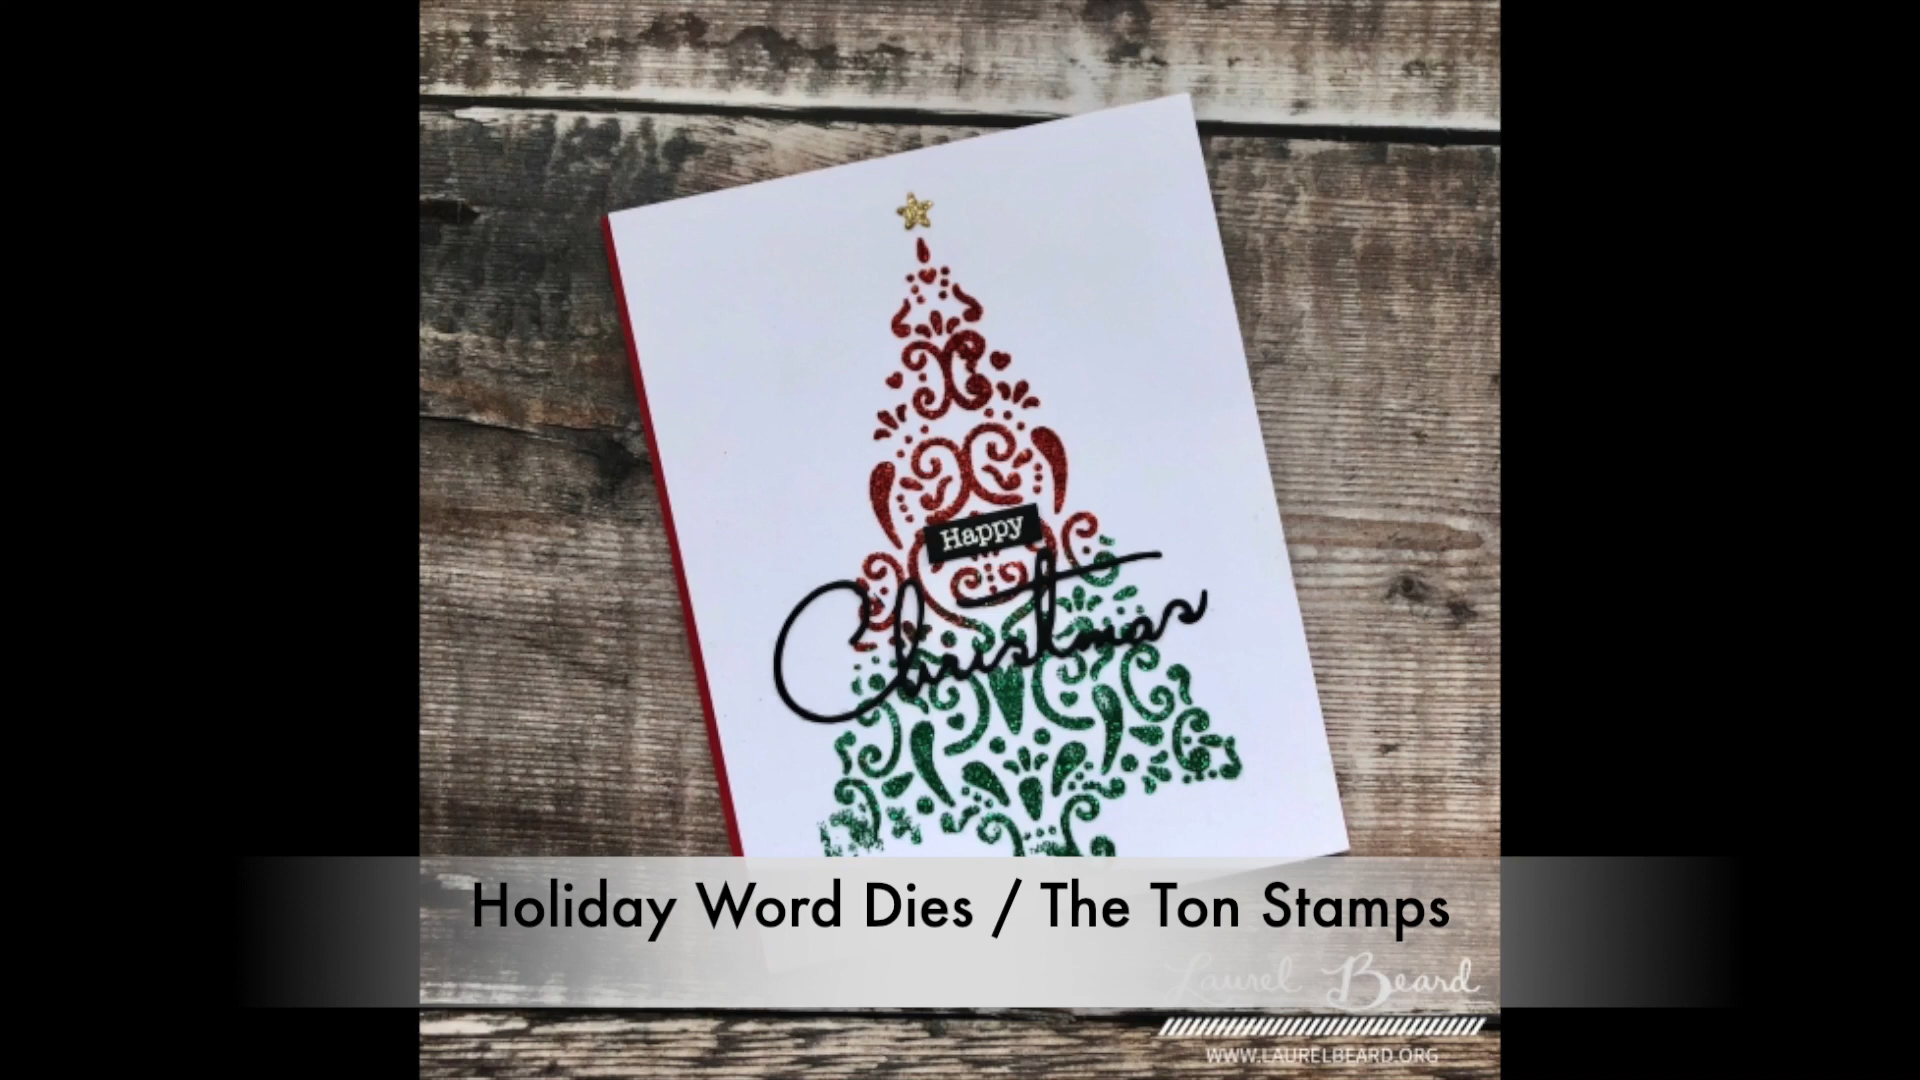 Happy
Christmas
Holiday Word Dies / The Ton Stamps
Laurel Beard
WWW.LAURELBEARD.ORG